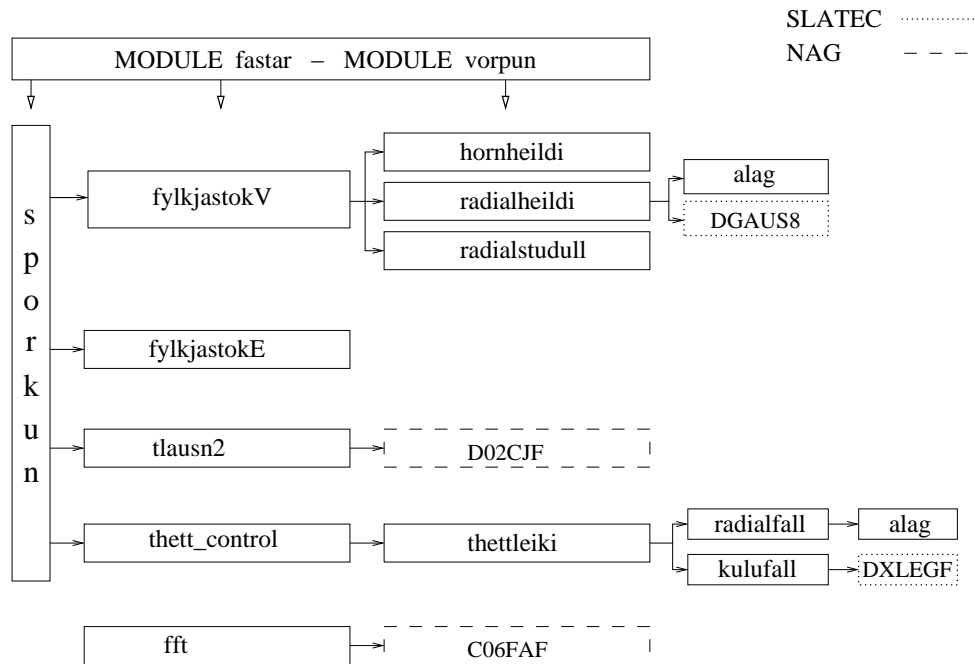 SLATEC
NAG
MODULE fastar – MODULE vorpun
sporkun
fylkjastokV
hornheildi
radialheildi
radialstudull
alag
DGAUS8
fylkjastokE
tlausn2
D02CJF
thett_control
thettleiki
radialfall
alag
kulufall
DXLEGF
fft
C06FAF